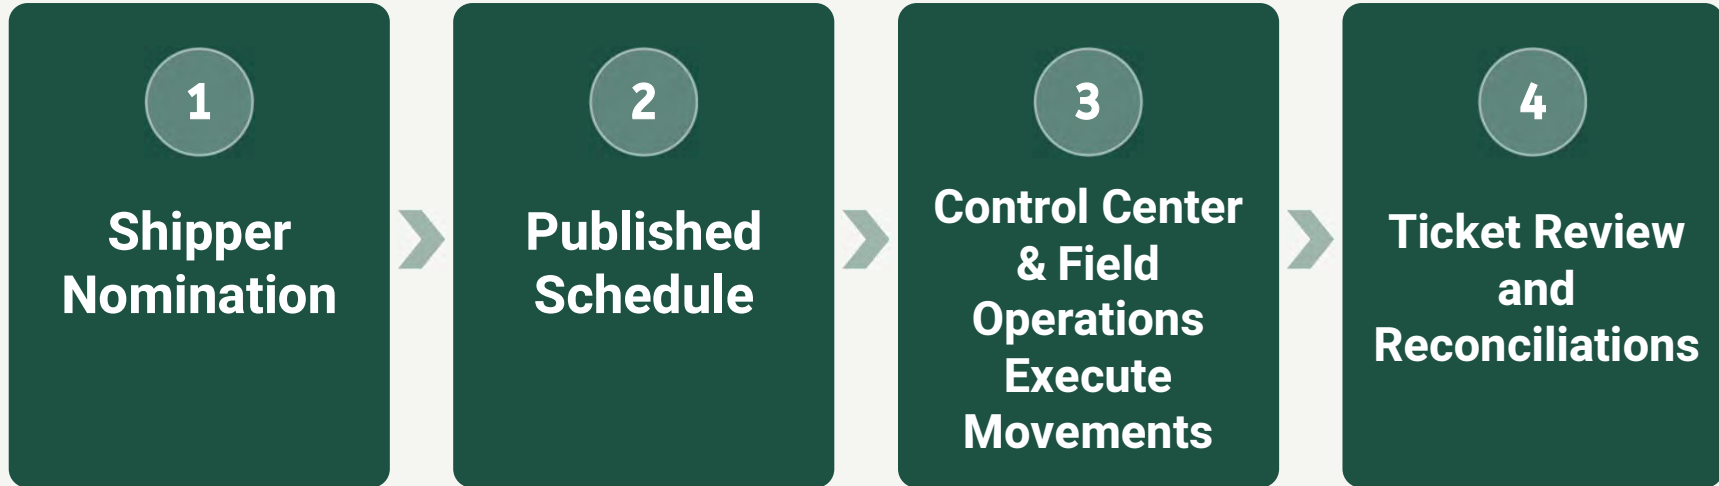 1
Shipper
Nomination
2
Published
Schedule
3
Control Center
& Field
Operations
Execute
Movements
4
Ticket Review
and
Reconciliations